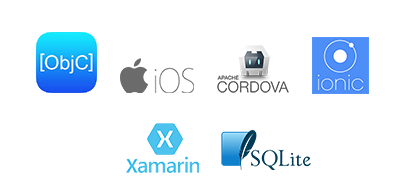 [ObjC]
iOS
APACHE
CORDOVA
ionic
Xamarin
SQLite